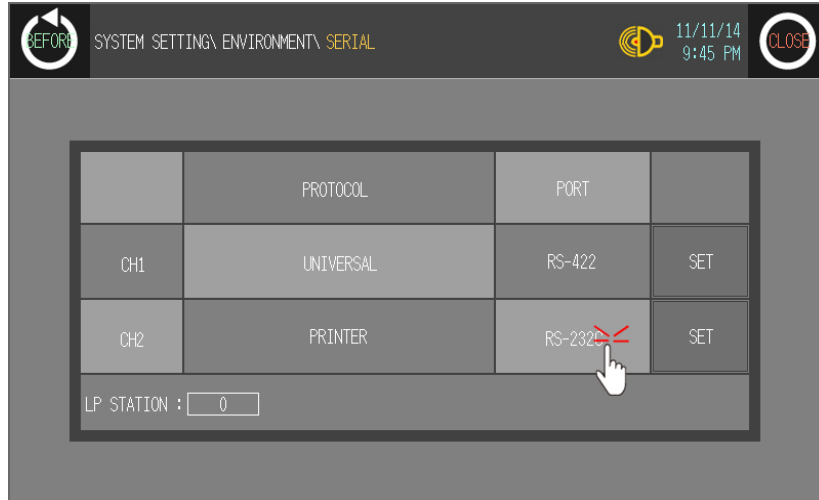 BEFORE
SYSTEM SETTING\ ENVIRONMENT\ SERIAL
11/11/14
9:45 PM
CLOSE
PROTOCOL PORT
CH1 UNIVERSAL RS-422 SET
CH2 PRINTER RS-232C SET
LP STATION : 0